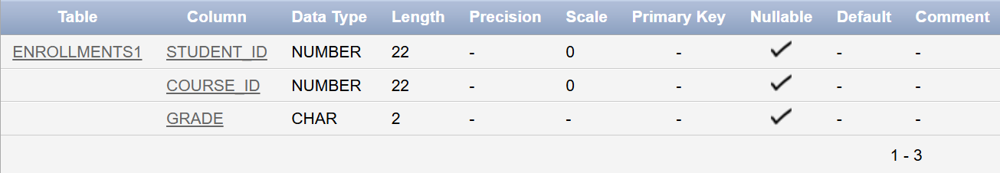 Table Column Data Type Length Precision Scale Primary Key Nullable Default Comment
ENROLLMENTS1 STUDENT_ID NUMBER 22 - 0 - ✓ - -
COURSE_ID NUMBER 22 - 0 - ✓ - -
GRADE CHAR 2 - - - ✓ - -
1 - 3